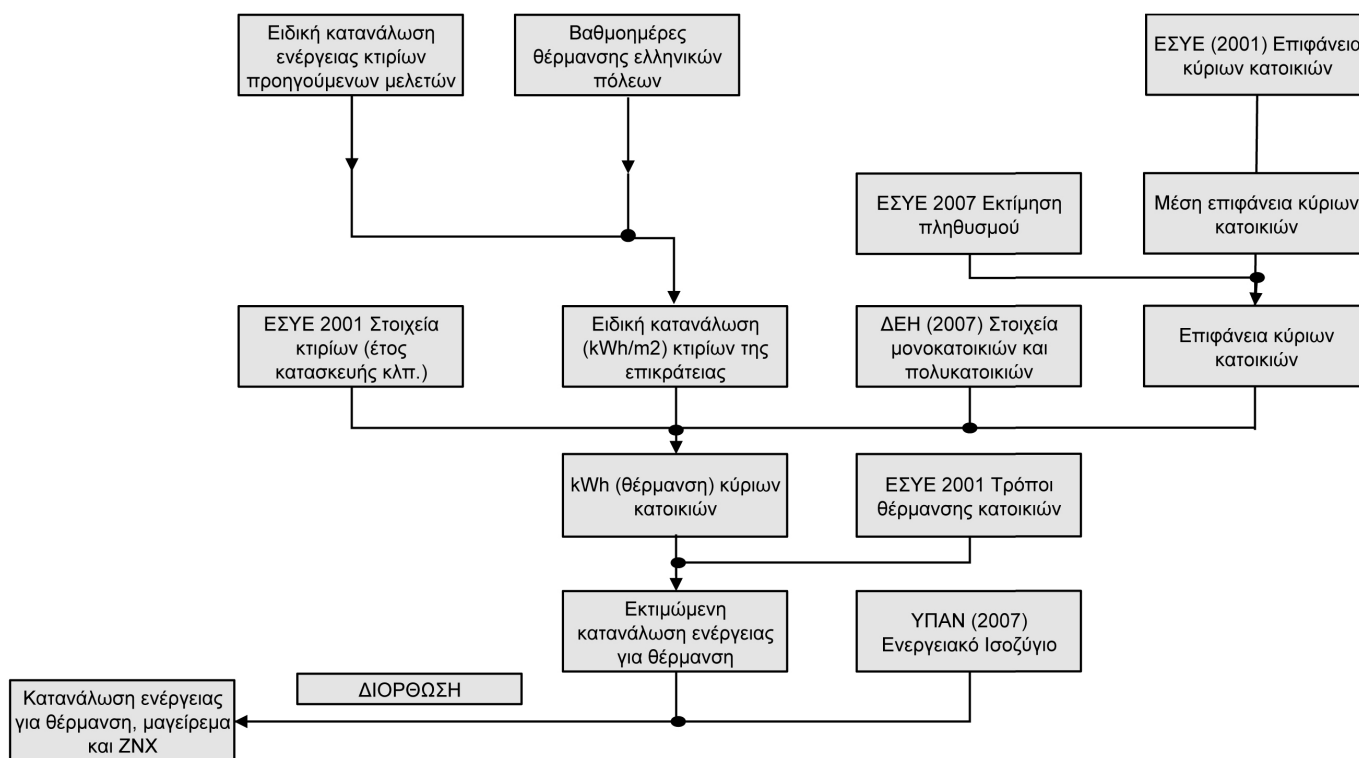 Ειδική κατανάλωση
ενέργειας κτιρίων
προηγούμενων μελετών
Βαθμοημέρες
θέρμανσης ελληνικών
πόλεων
ΕΣΥΕ (2001) Επιφάνεια
κύριων κατοικιών
ΕΣΥΕ 2007 Εκτίμηση
πληθυσμού
Μέση επιφάνεια κύριων
κατοικιών
ΕΣΥΕ 2001 Στοιχεία
κτιρίων (έτος
κατασκευής κλπ.)
Ειδική κατανάλωση
(kWh/m2) κτιρίων της
επικράτειας
ΔΕΗ (2007) Στοιχεία
μονοκατοικιών και
πολυκατοικιών
Επιφάνεια κύριων
κατοικιών
kWh (θέρμανση) κύριων
κατοικιών
ΕΣΥΕ 2001 Τρόποι
θέρμανσης κατοικιών
Εκτιμώμενη
κατανάλωση ενέργειας
για θέρμανση
ΥΠΑΝ (2007)
Ενεργειακό Ισοζύγιο
ΔΙΟΡΘΩΣΗ
Κατανάλωση ενέργειας
για θέρμανση, μαγείρεμα
και ΖΝΧ